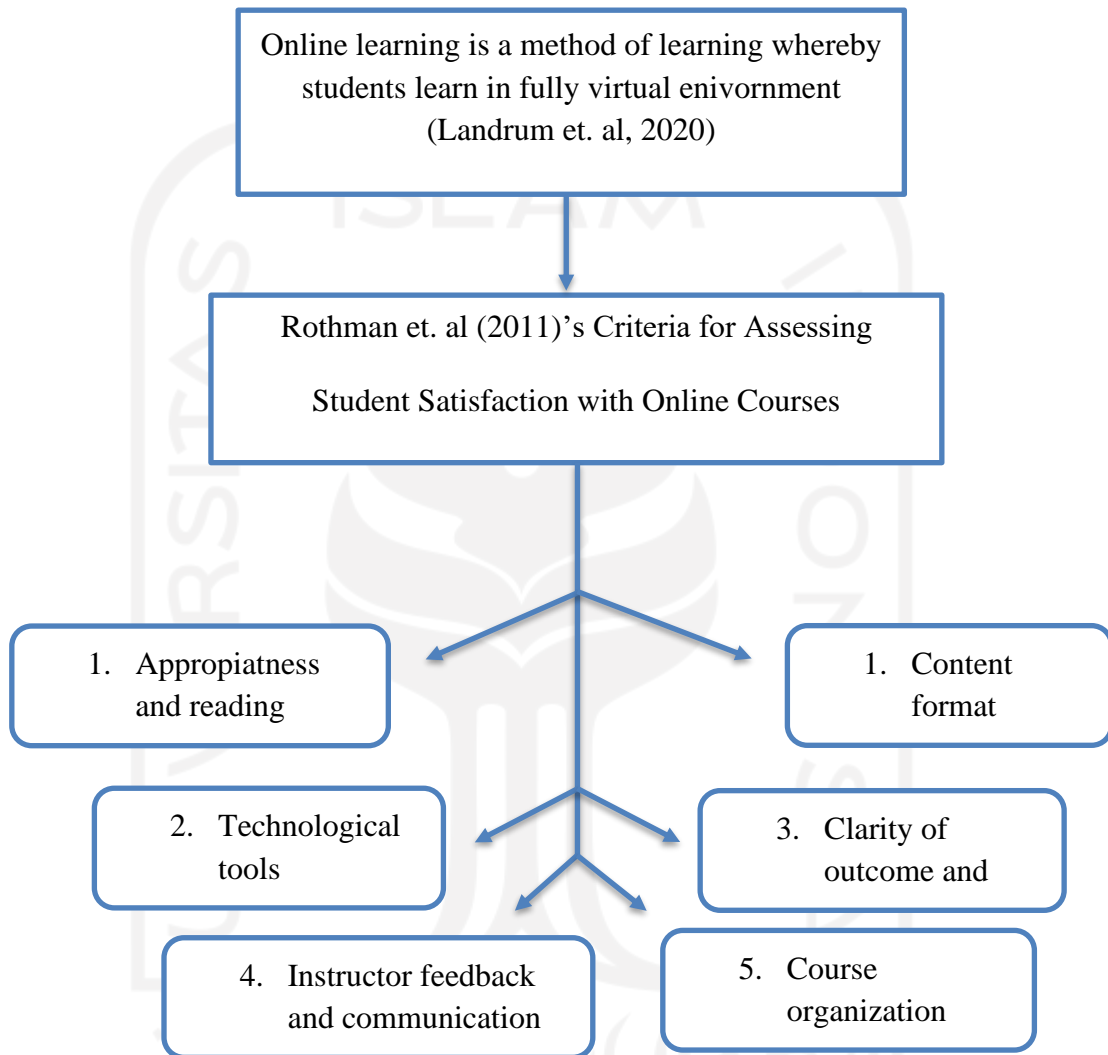 Online learning is a method of learning whereby
students learn in fully virtual enivornment
(Landrum et. al, 2020)
Rothman et. al (2011)'s Criteria for Assessing
Student Satisfaction with Online Courses
1. Appropiatness
and reading
1. Content
format
2. Technological
tools
3. Clarity of
outcome and
4. Instructor feedback
and communication
5. Course
organization
UNIVERSITAS
ISLAM